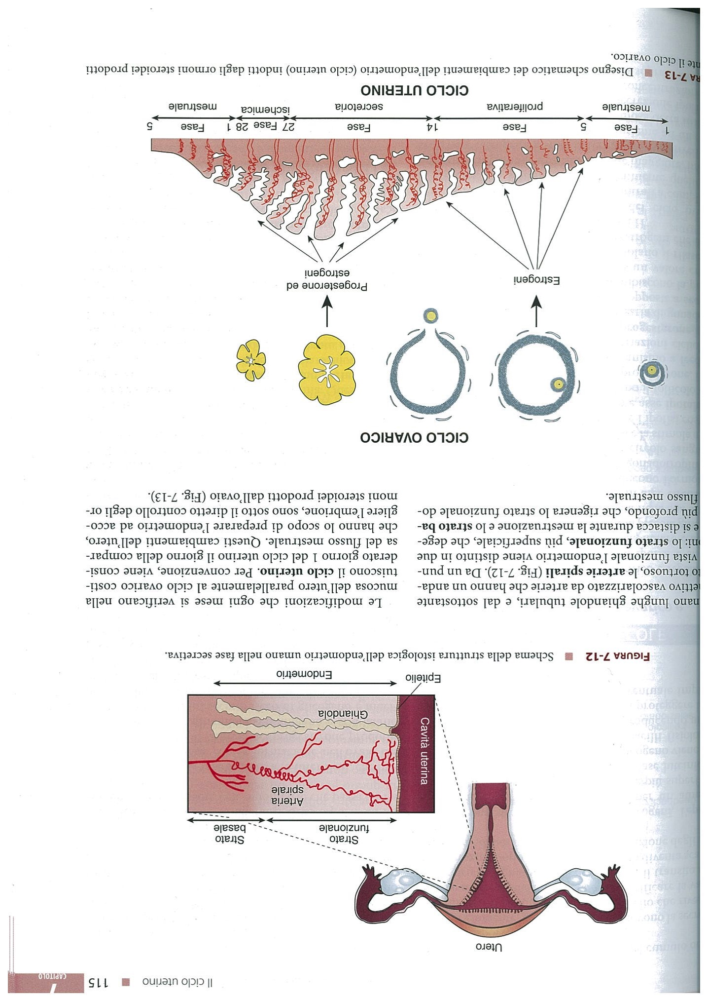 Il ciclo uterino ■ 115
CAPITOLO
7
Utero
Strato
funzionale
Strato
basale
Arteria
spirale
Cavità uterina
Ghiandola
Epitelio
Endometrio
FIGURA 7-12 ■ Schema della struttura istologica dell'endometrio umano nella fase secretiva.
nano lunghe ghiandole tubulari, e dal sottostante
ettivo vascolarizzato da arterie che hanno un anda-
to tortuoso, le arterie spirali (Fig. 7-12). Da un pun-
vista funzionale l'endometrio viene distinto in due
oni: lo strato funzionale, più superficiale, che dege-
e si distacca durante la mestruazione e lo strato ba-
più profondo, che rigenera lo strato funzionale do-
flusso mestruale.
Le modificazioni che ogni mese si verificano nella
mucosa dell'utero parallelamente al ciclo ovarico costi-
tuiscono il ciclo uterino. Per convenzione, viene consi-
derato giorno 1 del ciclo uterino il giorno della compar-
sa del flusso mestruale. Questi cambiamenti dell'utero,
che hanno lo scopo di preparare l'endometrio ad acco-
gliere l'embrione, sono sotto il diretto controllo degli or-
moni steroidei prodotti dall'ovaio (Fig. 7-13).
CICLO OVARICO
Estrogeni
Progesterone ed
estrogeni
1 Fase 5 Fase 14 Fase 27 Fase 28 1 Fase 5
mestruale proliferativa secretoria ischemica mestruale
CICLO UTERINO
RA 7-13 ■ Disegno schematico dei cambiamenti dell'endometrio (ciclo uterino) indotti dagli ormoni steroidei prodotti
nte il ciclo ovarico.